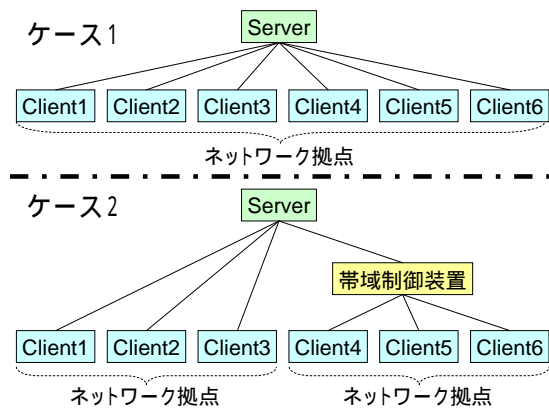 ケース1
Server
Client1 Client2 Client3 Client4 Client5 Client6
ネットワーク拠点
ケース2
Server
帯域制御装置
Client1 Client2 Client3 Client4 Client5 Client6
ネットワーク拠点 ネットワーク拠点